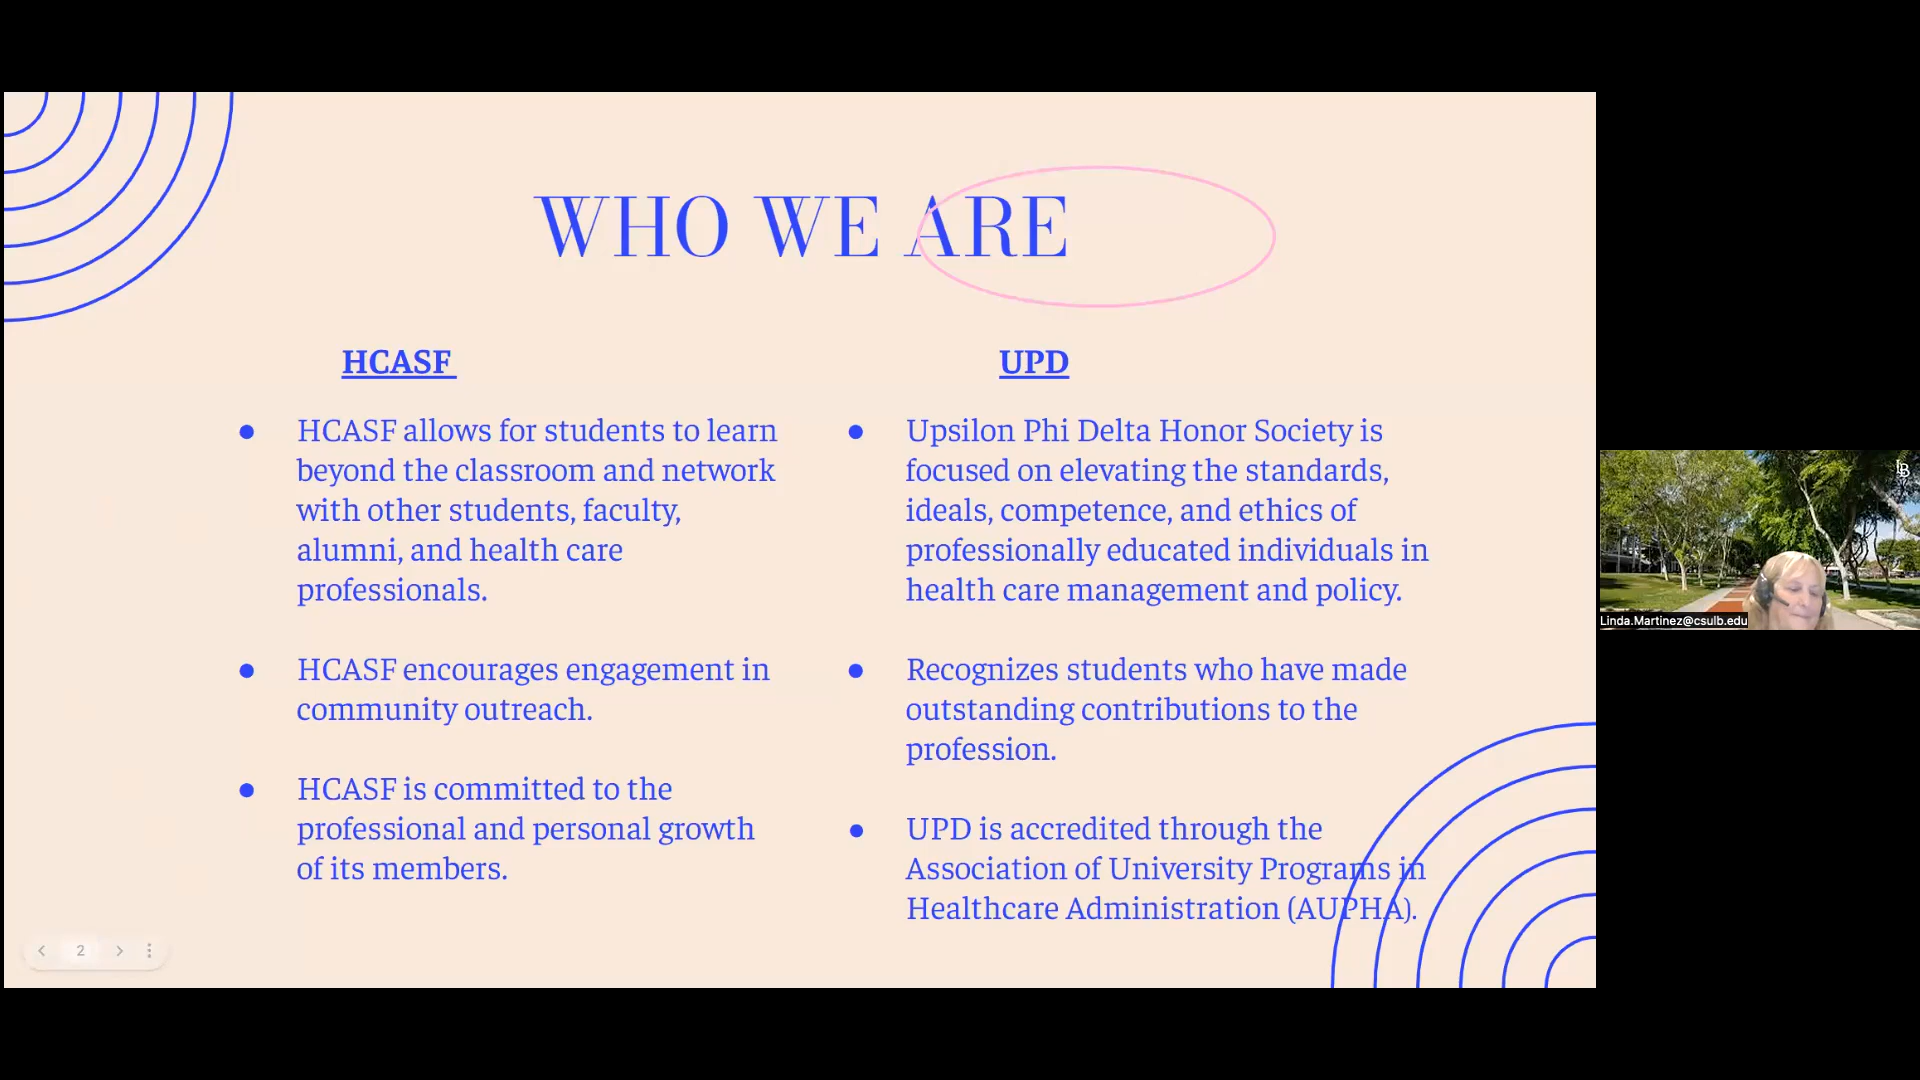 WHO WE ARE
HCASF
HCASF allows for students to learn
beyond the classroom and network
with other students, faculty,
alumni, and health care
professionals.
HCASF encourages engagement in
community outreach.
HCASF is committed to the
professional and personal growth
of its members.
UPD
Upsilon Phi Delta Honor Society is
focused on elevating the standards,
ideals, competence, and ethics of
professionally educated individuals in
health care management and policy.
Recognizes students who have made
outstanding contributions to the
profession.
UPD is accredited through the
Association of University Programs in
Healthcare Administration (AUPHA).
2
LB
Linda.Martinez@csulb.edu